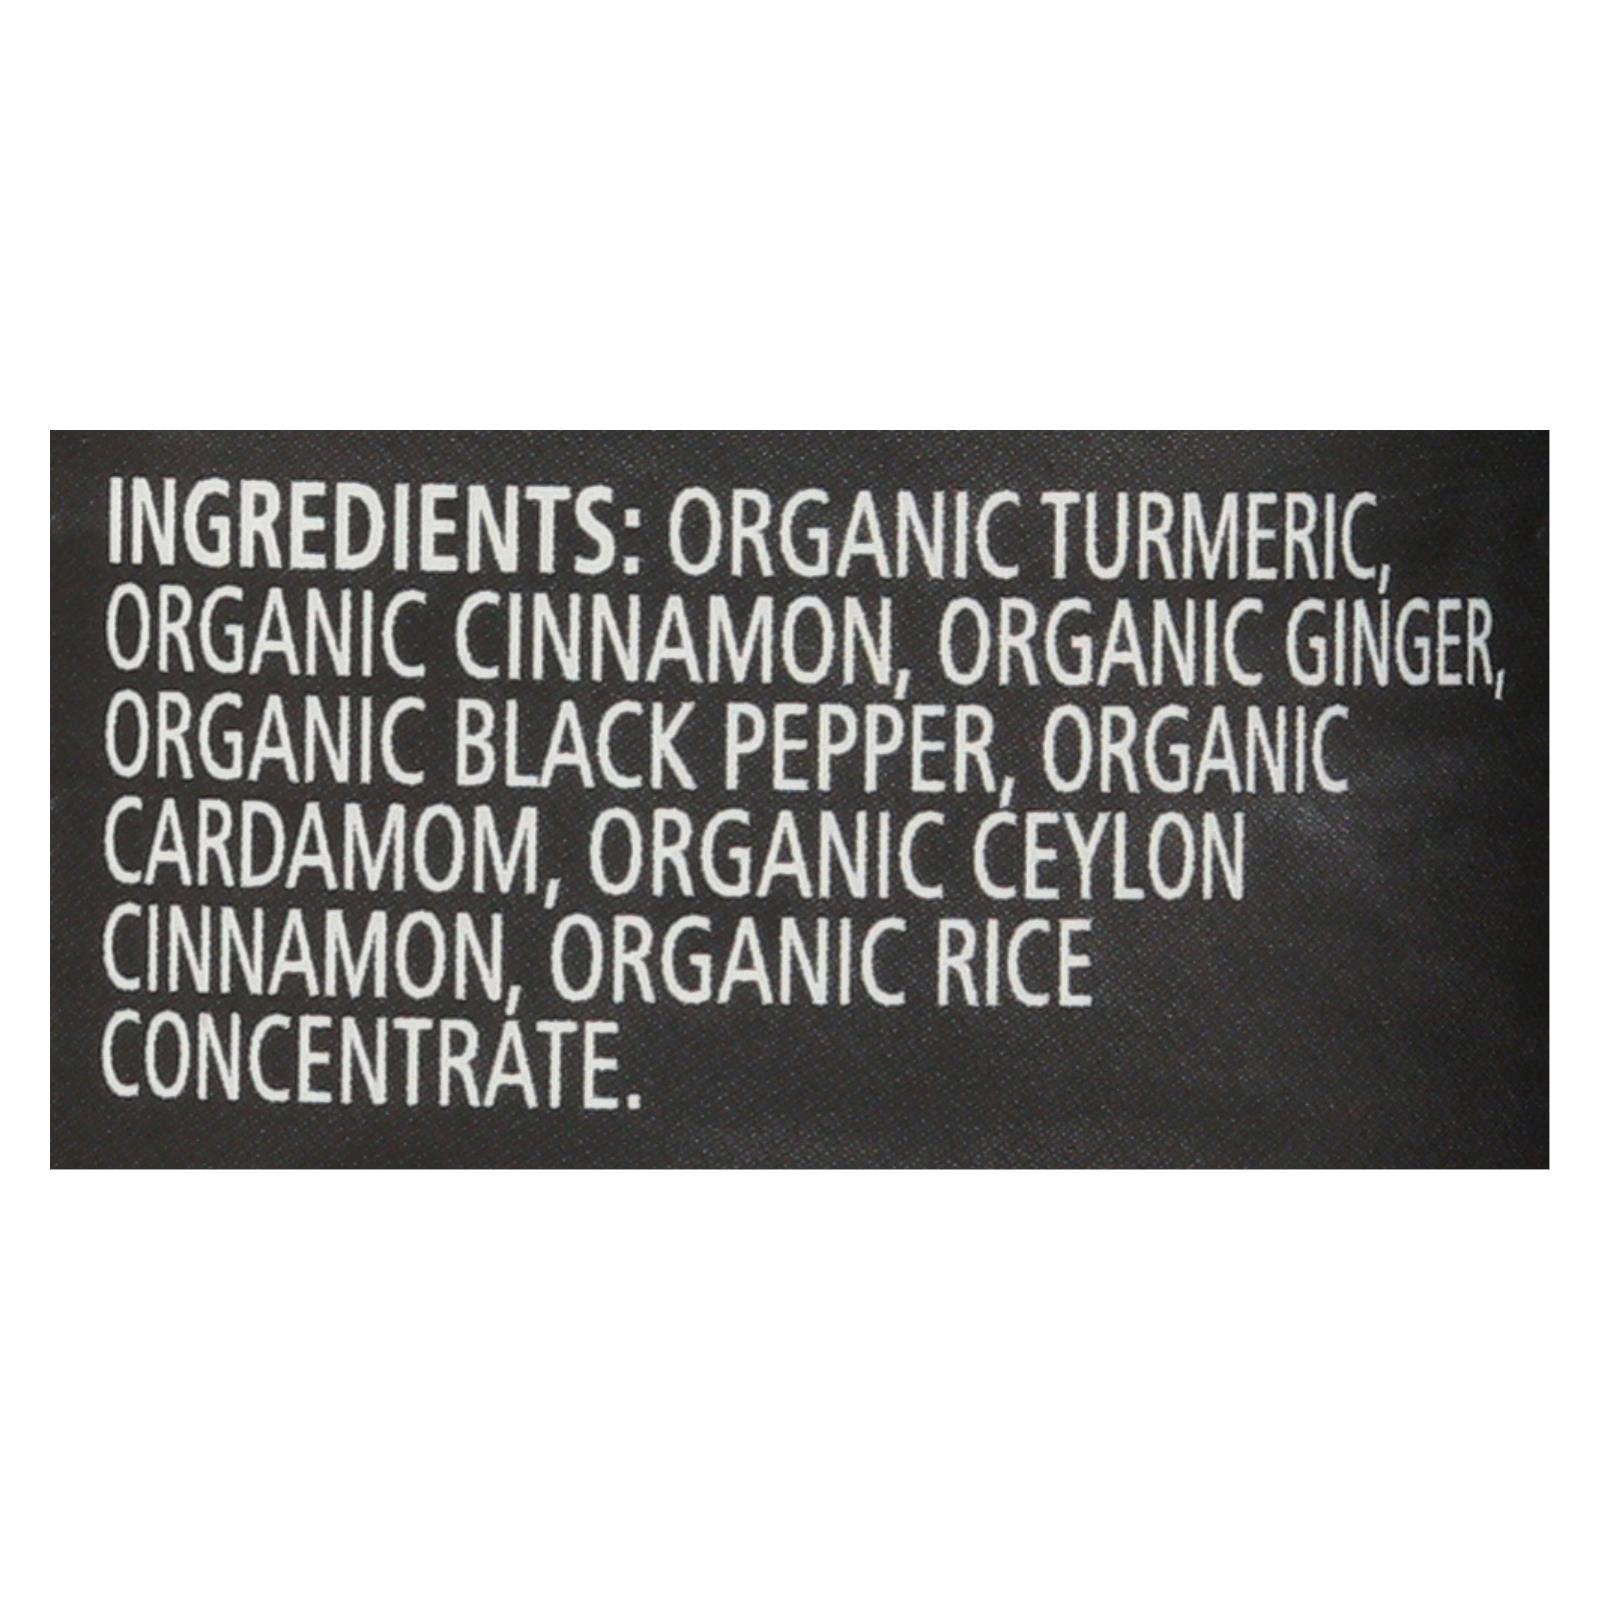 INGREDIENTS: ORGANIC TURMERIC,
ORGANIC CINNAMON, ORGANIC GINGER,
ORGANIC BLACK PEPPER, ORGANIC
CARDAMOM, ORGANIC CEYLON
CINNAMON, ORGANIC RICE
CONCENTRATE.